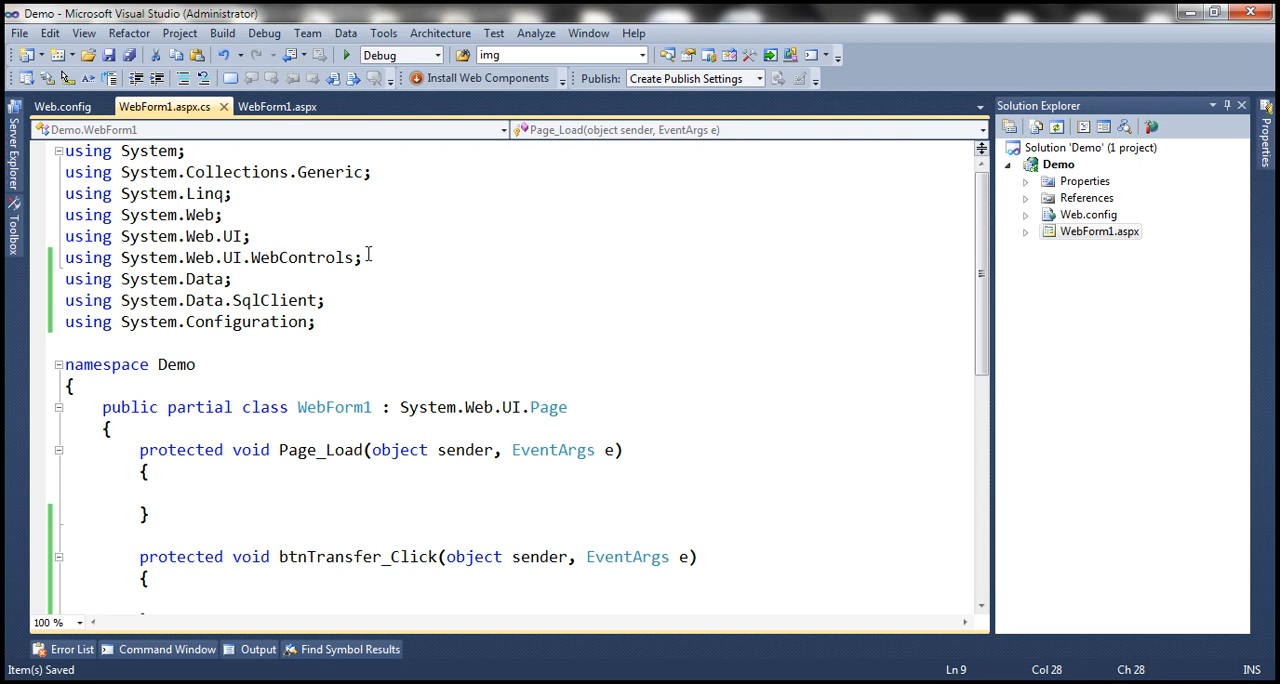 Demo - Microsoft Visual Studio (Administrator)
File Edit View Refactor Project Build Debug Team Data Tools Architecture Test Analyze Window Help
Debug img
Install Web Components Publish: Create Publish Settings
Web.config WebForm1.aspx.cs WebForm1.aspx
Demo.WebForm1 Page_Load(object sender, EventArgs e)
using System;
using System.Collections.Generic;
using System.Linq;
using System.Web;
using System.Web.UI;
using System.Web.UI.WebControls;
using System.Data;
using System.Data.SqlClient;
using System.Configuration;
namespace Demo
{
public partial class WebForm1 : System.Web.UI.Page
{
protected void Page_Load(object sender, EventArgs e)
{
}
protected void btnTransfer_Click(object sender, EventArgs e)
{
100 %
Server Explorer
Toolbox
Solution Explorer
Solution 'Demo' (1 project)
Demo
Properties
References
Web.config
WebForm1.aspx
Properties
Error List Command Window Output Find Symbol Results
Item(s) Saved Ln 9 Col 28 Ch 28 INS